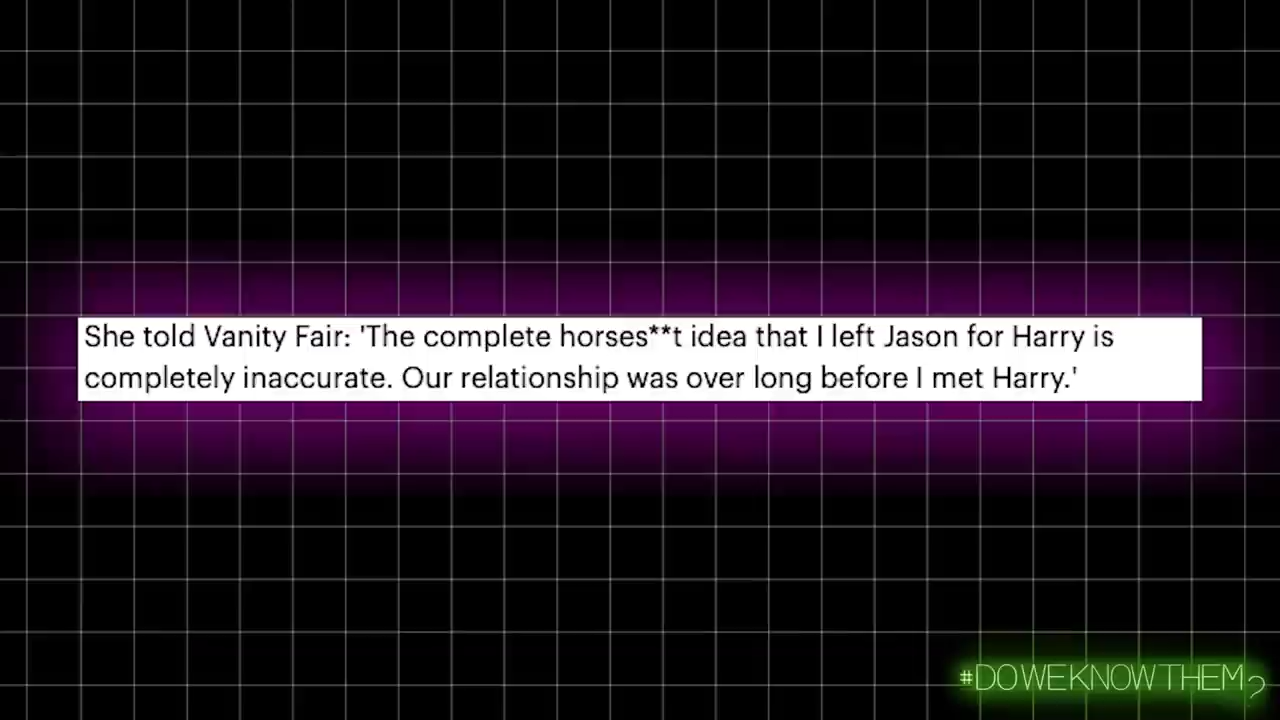 She told Vanity Fair: 'The complete horses**t idea that I left Jason for Harry is
completely inaccurate. Our relationship was over long before I met Harry.'
#DOWEKNOWTHEM?